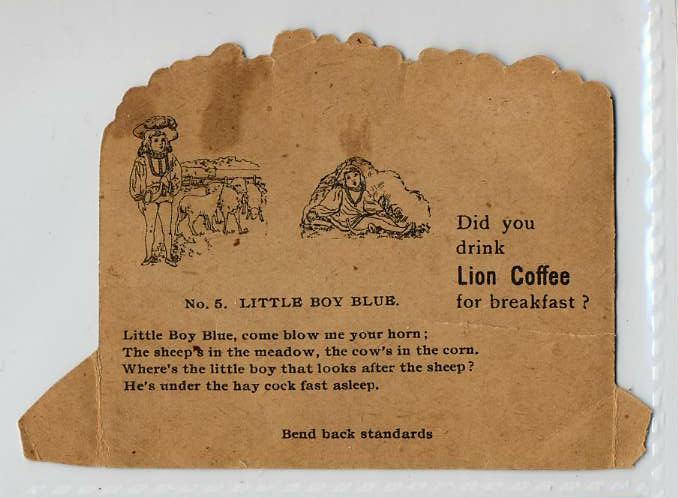 Did you
drink
Lion Coffee
for breakfast ?
No. 5. LITTLE BOY BLUE.
Little Boy Blue, come blow me your horn ;
The sheep's in the meadow, the cow's in the corn.
Where's the little boy that looks after the sheep ?
He's under the hay cock fast asleep.
Bend back standards